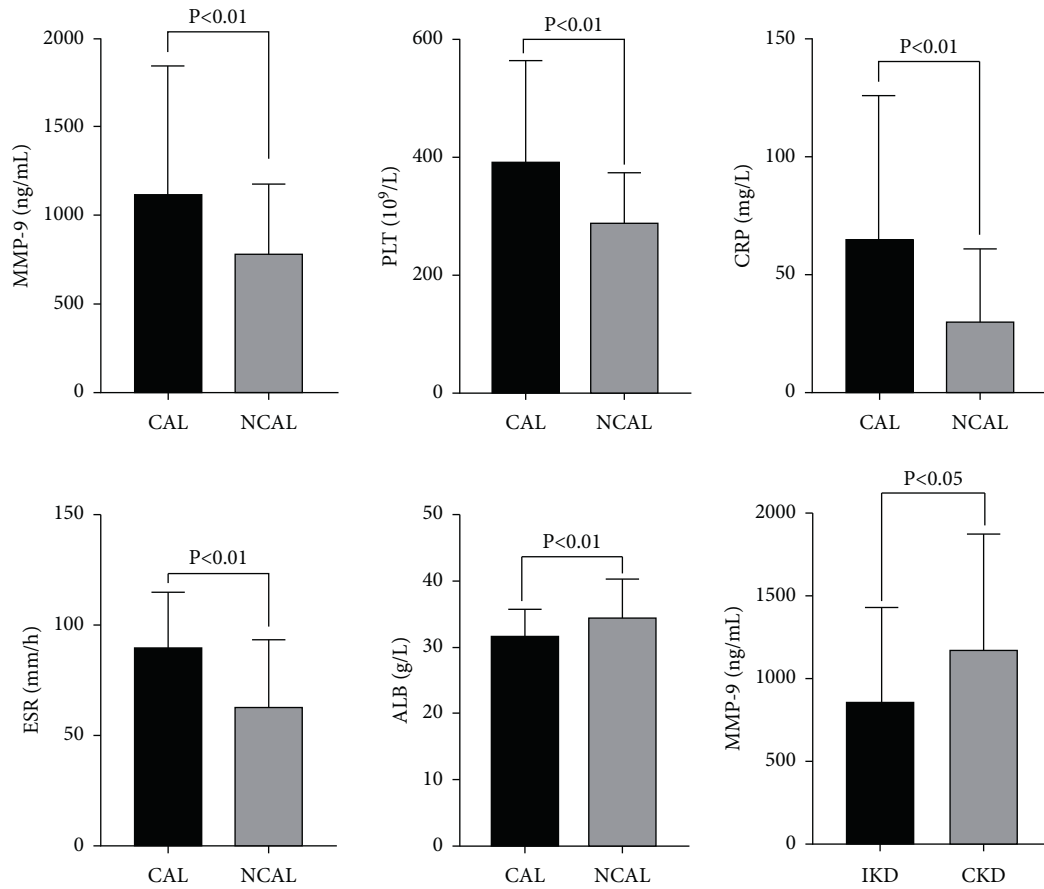 P<0.01
MMP-9 (ng/mL)
2000
1500
1000
500
0
CAL NCAL
P<0.01
PLT (10⁹/L)
600
400
200
0
CAL NCAL
P<0.01
CRP (mg/L)
150
100
50
0
CAL NCAL
P<0.01
ESR (mm/h)
150
100
50
0
CAL NCAL
P<0.01
ALB (g/L)
50
40
30
20
10
0
CAL NCAL
P<0.05
MMP-9 (ng/mL)
2000
1500
1000
500
0
IKD CKD